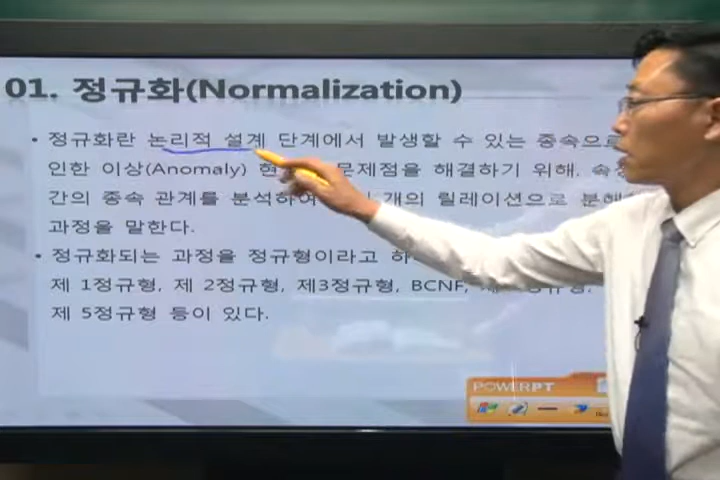 01. 정규화(Normalization)
• 정규화란 논리적 설계 단계에서 발생할 수 있는 종속으로
인한 이상(Anomaly) 문제점을 해결하기 위해. 속성
간의 종속 관계를 분석하여 개의 릴레이션으로 분해
과정을 말한다.
• 정규화되는 과정을 정규형이라고
제 1정규형, 제 2정규형, 제3정규형, BCNF,
제 5정규형 등이 있다.
POWERPT